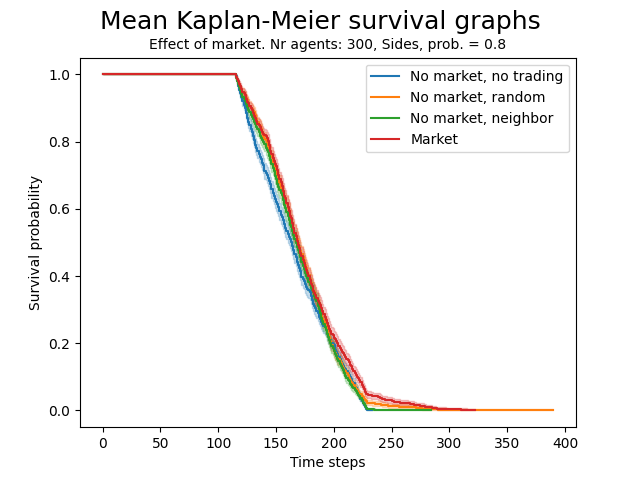 Mean Kaplan-Meier survival graphs
Effect of market. Nr agents: 300, Sides, prob. = 0.8
No market, no trading
No market, random
No market, neighbor
Market
Survival probability
1.0
0.8
0.6
0.4
0.2
0.0
0 50 100 150 200 250 300 350 400
Time steps